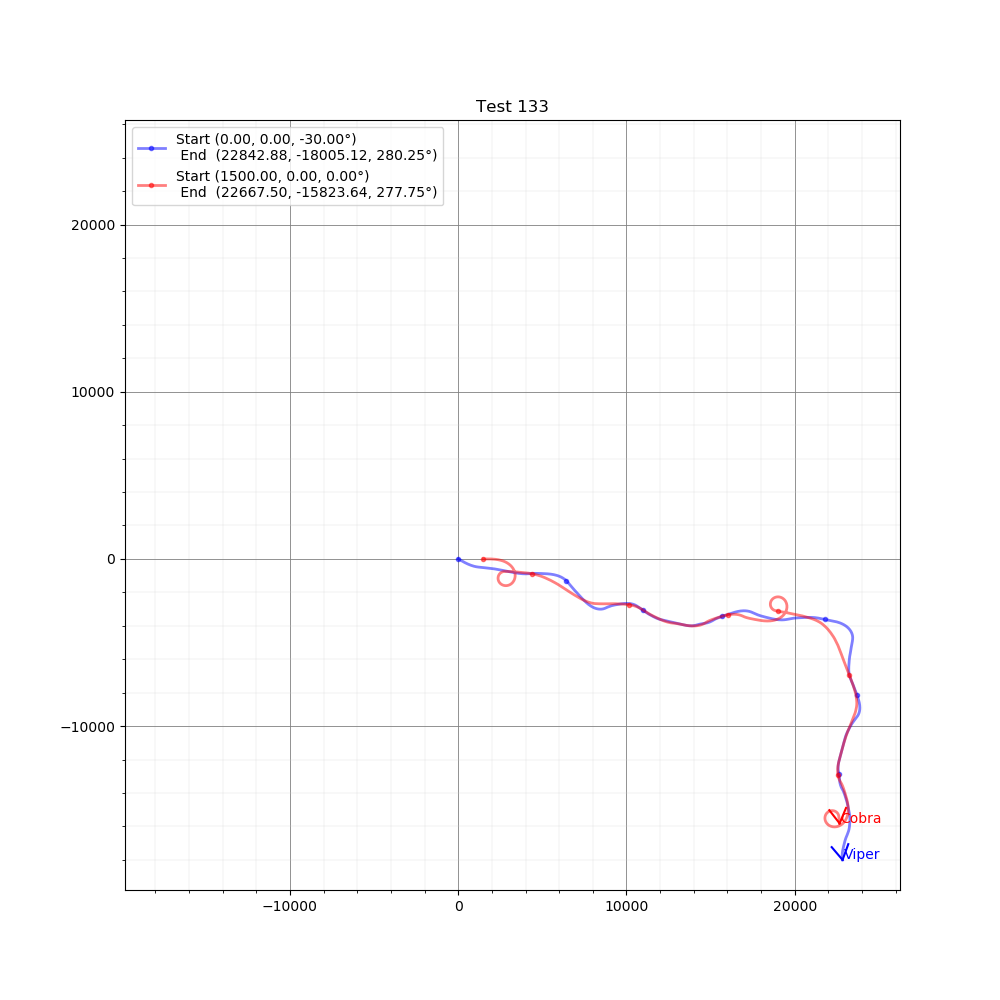 Test 133
Start (0.00, 0.00, -30.00°)
End  (22842.88, -18005.12, 280.25°)
Start (1500.00, 0.00, 0.00°)
End  (22667.50, -15823.64, 277.75°)
20000
10000
0
−10000
Cobra
Viper
−10000
0
10000
20000